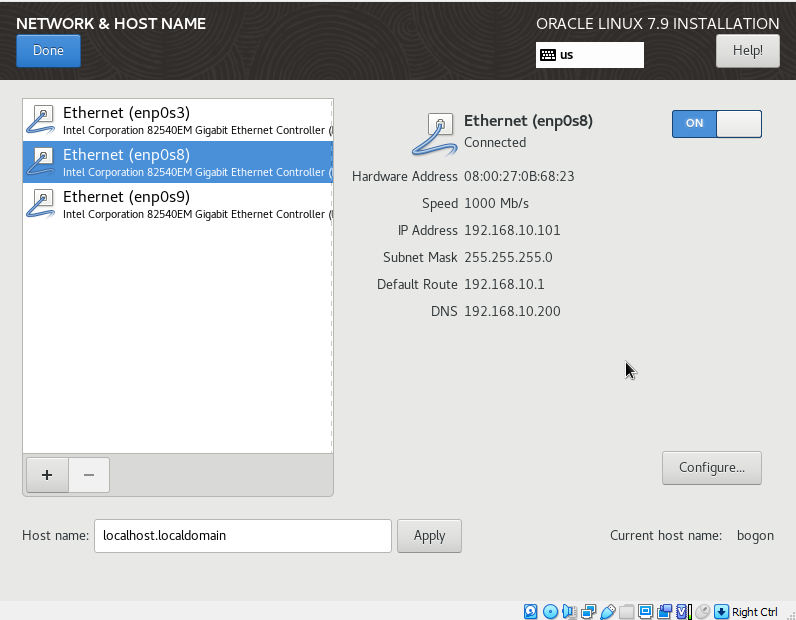 NETWORK & HOST NAME
ORACLE LINUX 7.9 INSTALLATION
Done
us
Help!
Ethernet (enp0s3)
Intel Corporation 82540EM Gigabit Ethernet Controller (
Ethernet (enp0s8)
Intel Corporation 82540EM Gigabit Ethernet Controller (
Ethernet (enp0s9)
Intel Corporation 82540EM Gigabit Ethernet Controller (
Ethernet (enp0s8)
Connected
ON
Hardware Address 08:00:27:0B:68:23
Speed 1000 Mb/s
IP Address 192.168.10.101
Subnet Mask 255.255.255.0
Default Route 192.168.10.1
DNS 192.168.10.200
+ −
Configure...
Host name: localhost.localdomain Apply Current host name: bogon
Right Ctrl